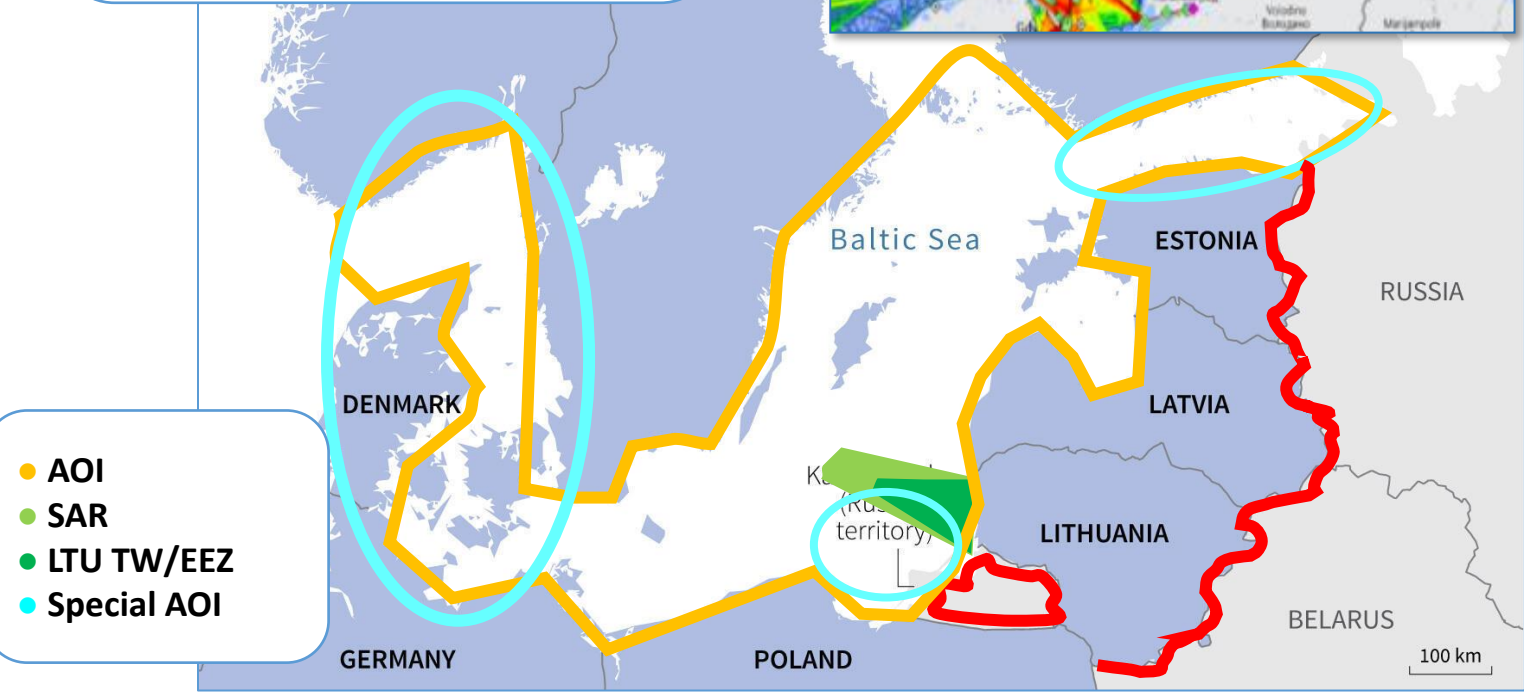 Marijampolė
Baltic Sea
ESTONIA
RUSSIA
DENMARK
LATVIA
AOI
SAR
LTU TW/EEZ
Special AOI
territory)
LITHUANIA
BELARUS
GERMANY
POLAND
100 km